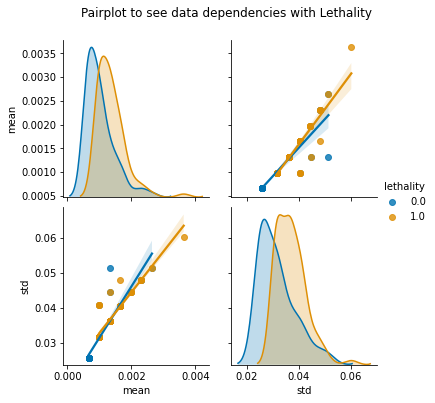 Pairplot to see data dependencies with Lethality
0.0035
0.0030
0.0025
0.0020
0.0015
0.0010
0.0005
mean
lethality
0.0
1.0
0.06
0.05
0.04
0.03
std
0.000 0.002 0.004
mean
0.02 0.04 0.06
std